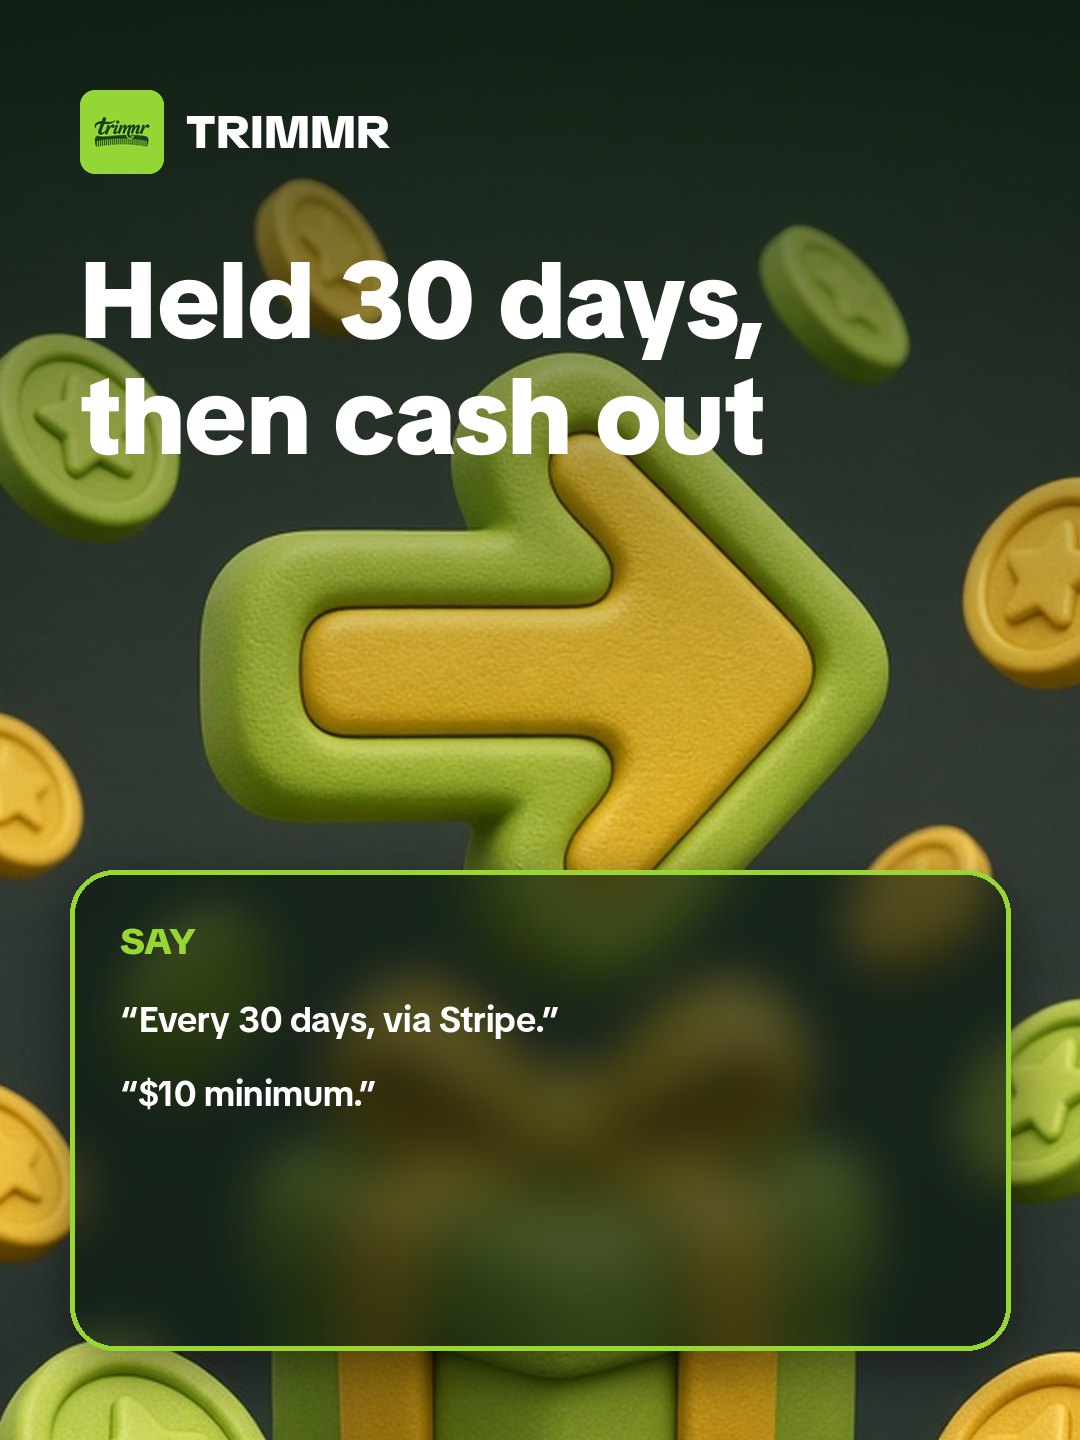 trimmr
TRIMMR
Held 30 days,
then cash out
SAY
“Every 30 days, via Stripe.”
“$10 minimum.”